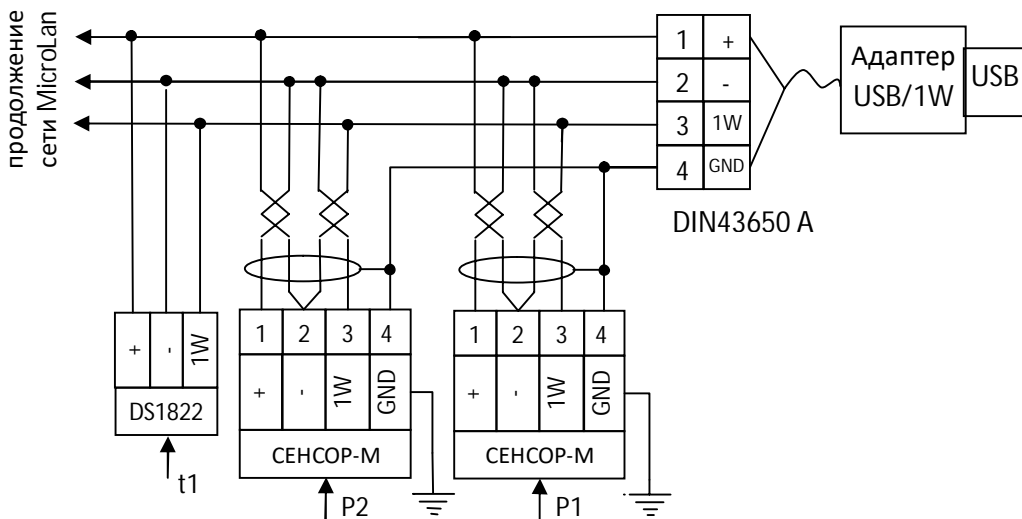 продолжение
сети MicroLan
1 +
2 -
3 1W
4 GND
DIN43650 A
Адаптер
USB/1W
USB
+ - 1W
DS1822
t1
1 2 3 4
+ - 1W GND
СЕНСОР-М
P2
1 2 3 4
+ - 1W GND
СЕНСОР-М
P1